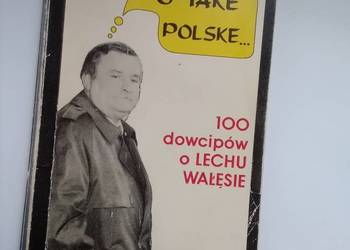 O TAKE
POLSKE...
100
dowcipów
o LECHU
WAŁĘSIE